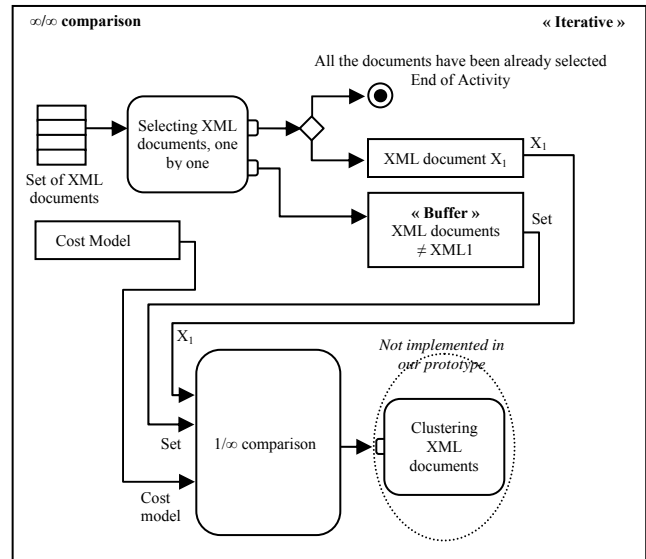 ∞/∞ comparison
« Iterative »
All the documents have been already selected
End of Activity
Selecting XML
documents, one
by one
Set of XML
documents
XML document X₁
X₁
« Buffer »
XML documents
≠ XML1
Set
Cost Model
X₁
Set
Cost
model
1/∞ comparison
Not implemented in
our prototype
Clustering
XML
documents